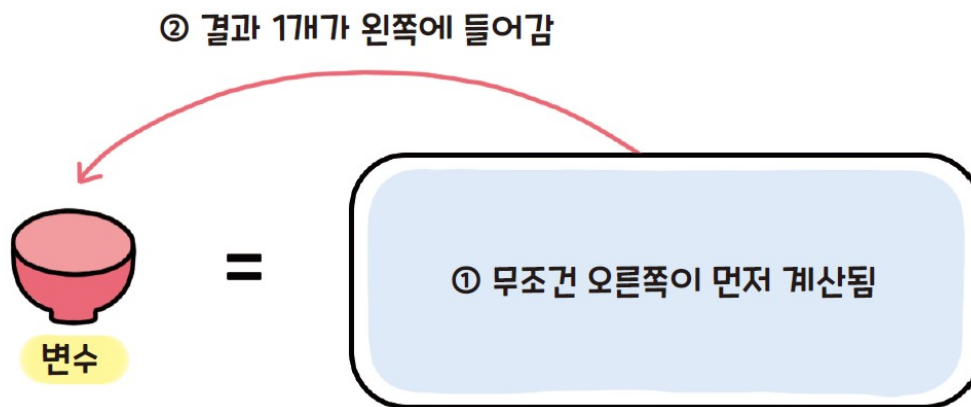 ② 결과 1개가 왼쪽에 들어감
=
① 무조건 오른쪽이 먼저 계산됨
변수